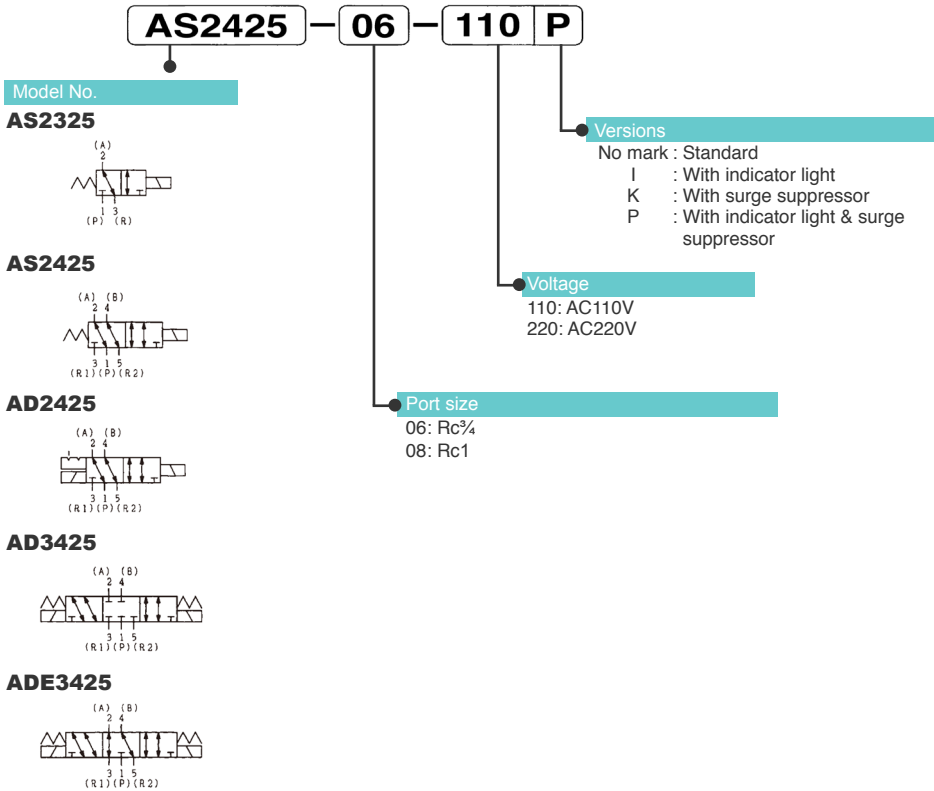 AS2425 – 06 – 110 P
Model No.
AS2325
(A)
2
1 3
(P) (R)
AS2425
(A) (B)
2 4
3 1 5
(R1)(P)(R2)
AD2425
(A) (B)
2 4
3 1 5
(R1)(P)(R2)
AD3425
(A) (B)
2 4
3 1 5
(R1)(P)(R2)
ADE3425
(A) (B)
2 4
3 1 5
(R1)(P)(R2)
Versions
No mark : Standard
I : With indicator light
K : With surge suppressor
P : With indicator light & surge
suppressor
Voltage
110: AC110V
220: AC220V
Port size
06: Rc¾
08: Rc1